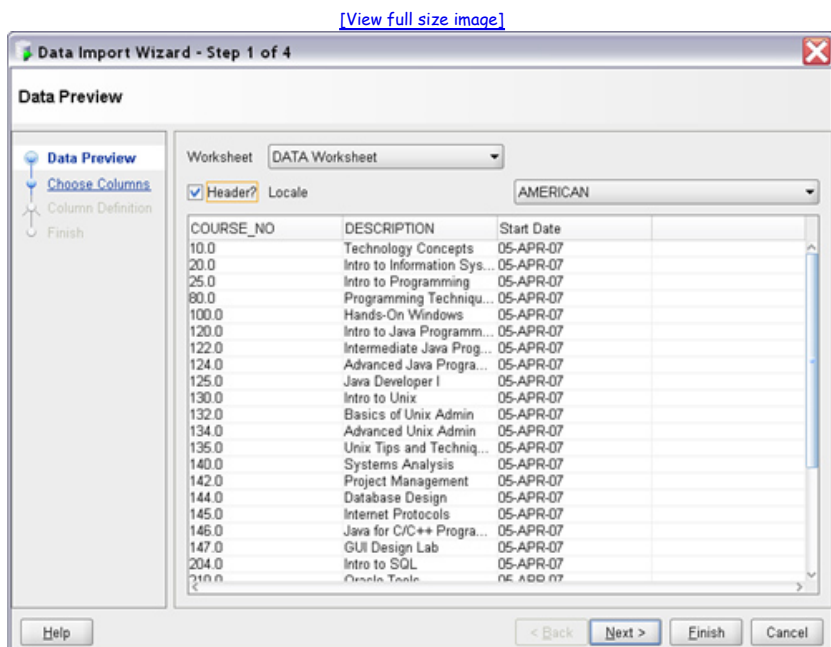 [View full size image]
Data Import Wizard - Step 1 of 4
Data Preview
Data Preview
Choose Columns
Column Definition
Finish
Worksheet DATA Worksheet
Header? Locale AMERICAN
COURSE_NO DESCRIPTION Start Date
10.0 Technology Concepts 05-APR-07
20.0 Intro to Information Sys... 05-APR-07
25.0 Intro to Programming 05-APR-07
80.0 Programming Techniqu... 05-APR-07
100.0 Hands-On Windows 05-APR-07
120.0 Intro to Java Programm... 05-APR-07
122.0 Intermediate Java Prog... 05-APR-07
124.0 Advanced Java Progra... 05-APR-07
125.0 Java Developer I 05-APR-07
130.0 Intro to Unix 05-APR-07
132.0 Basics of Unix Admin 05-APR-07
134.0 Advanced Unix Admin 05-APR-07
135.0 Unix Tips and Techniq... 05-APR-07
140.0 Systems Analysis 05-APR-07
142.0 Project Management 05-APR-07
144.0 Database Design 05-APR-07
145.0 Internet Protocols 05-APR-07
146.0 Java for C/C++ Progra... 05-APR-07
147.0 GUI Design Lab 05-APR-07
204.0 Intro to SQL 05-APR-07
210.0 Oracle Tools 05-APR-07
Help < Back Next > Finish Cancel